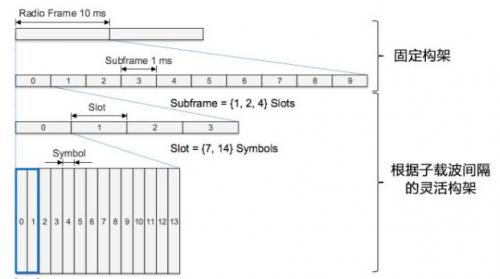 Radio Frame 10 ms
Subframe 1 ms
0 1 2 3 4 5 6 7 8 9
Subframe = {1, 2, 4} Slots
Slot
0 1 2 3
Slot = {7, 14} Symbols
Symbol
0 1 2 3 4 5 6 7 8 9 10 11 12 13
固定构架
根据子载波间隔
的灵活构架